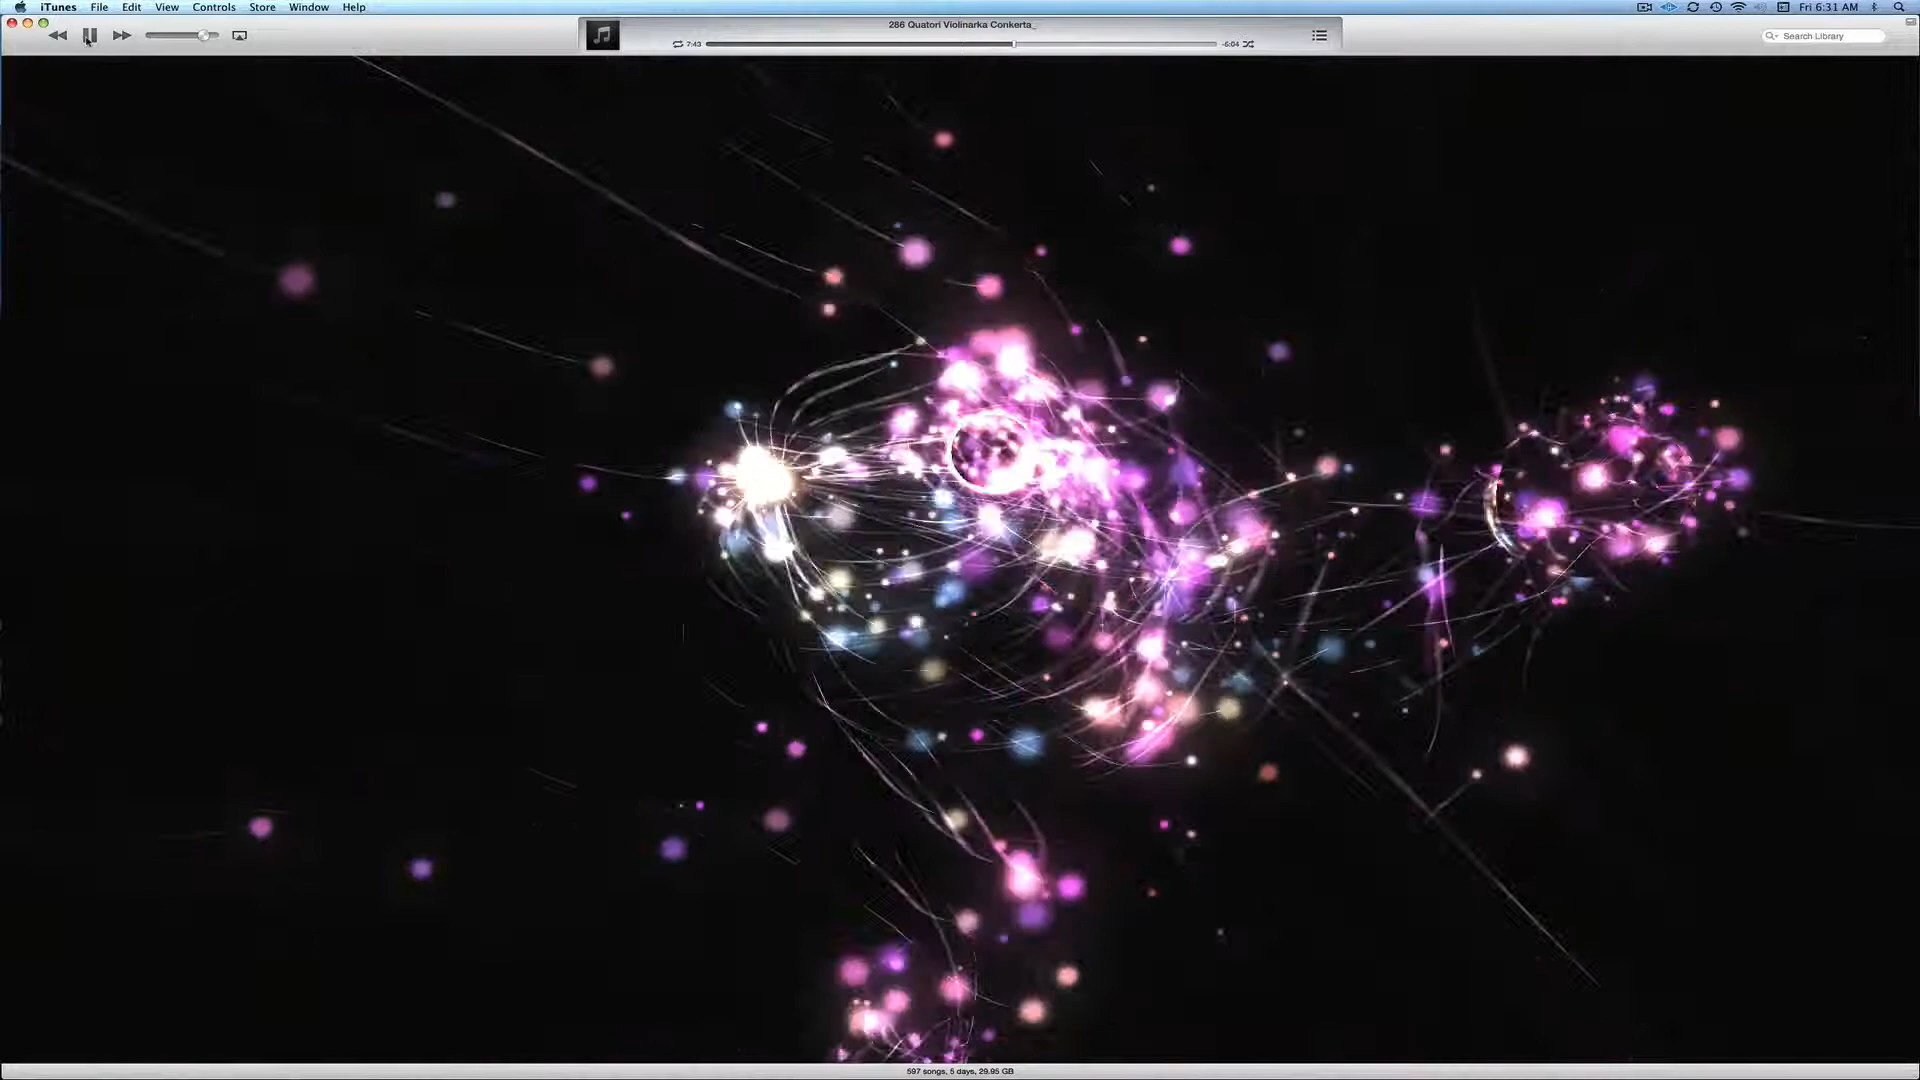 iTunes File Edit View Controls Store Window Help
Fri 6:31 AM
286 Quatori Violinarka Conkerta_
7:43
-6:04
Search Library
597 songs, 5 days, 29.95 GB